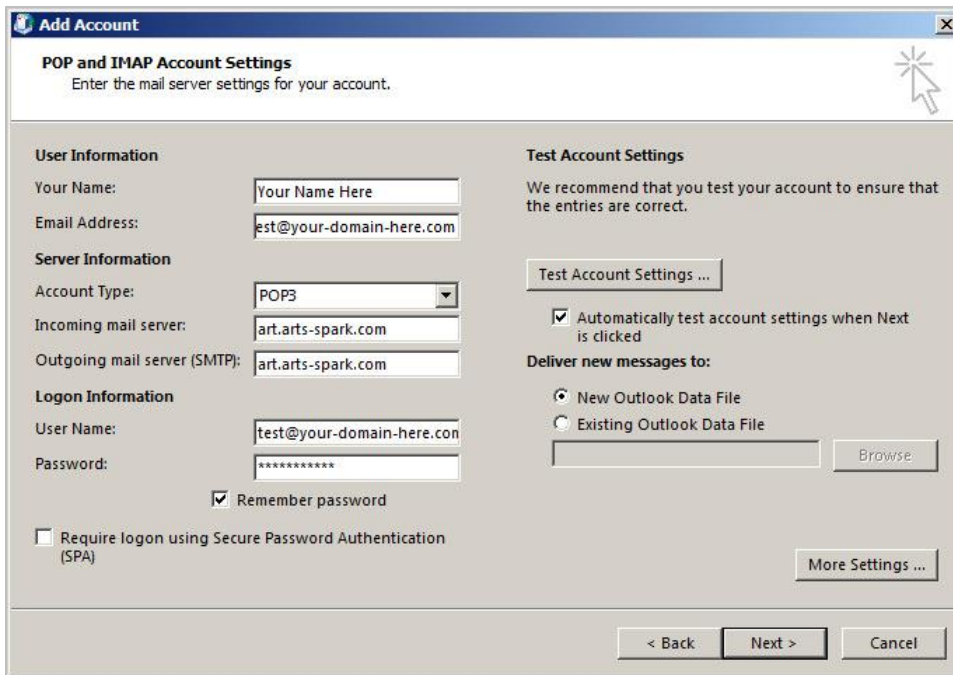 Add Account
POP and IMAP Account Settings
Enter the mail server settings for your account.
User Information
Your Name:
Your Name Here
Email Address:
est@your-domain-here.com
Server Information
Account Type:
POP3
Incoming mail server:
art.arts-spark.com
Outgoing mail server (SMTP):
art.arts-spark.com
Logon Information
User Name:
test@your-domain-here.con
Password:
***********
Remember password
Require logon using Secure Password Authentication
(SPA)
Test Account Settings
We recommend that you test your account to ensure that
the entries are correct.
Test Account Settings ...
Automatically test account settings when Next
is clicked
Deliver new messages to:
New Outlook Data File
Existing Outlook Data File
Browse
More Settings ...
< Back
Next >
Cancel